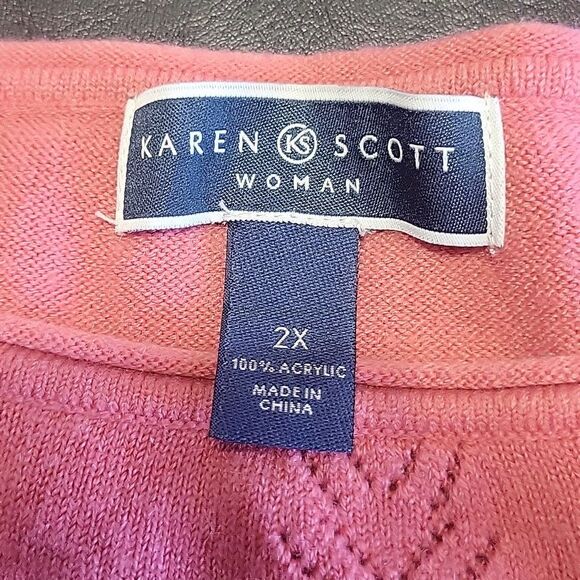 KAREN KS SCOTT
WOMAN
2X
100% ACRYLIC
MADE IN
CHINA